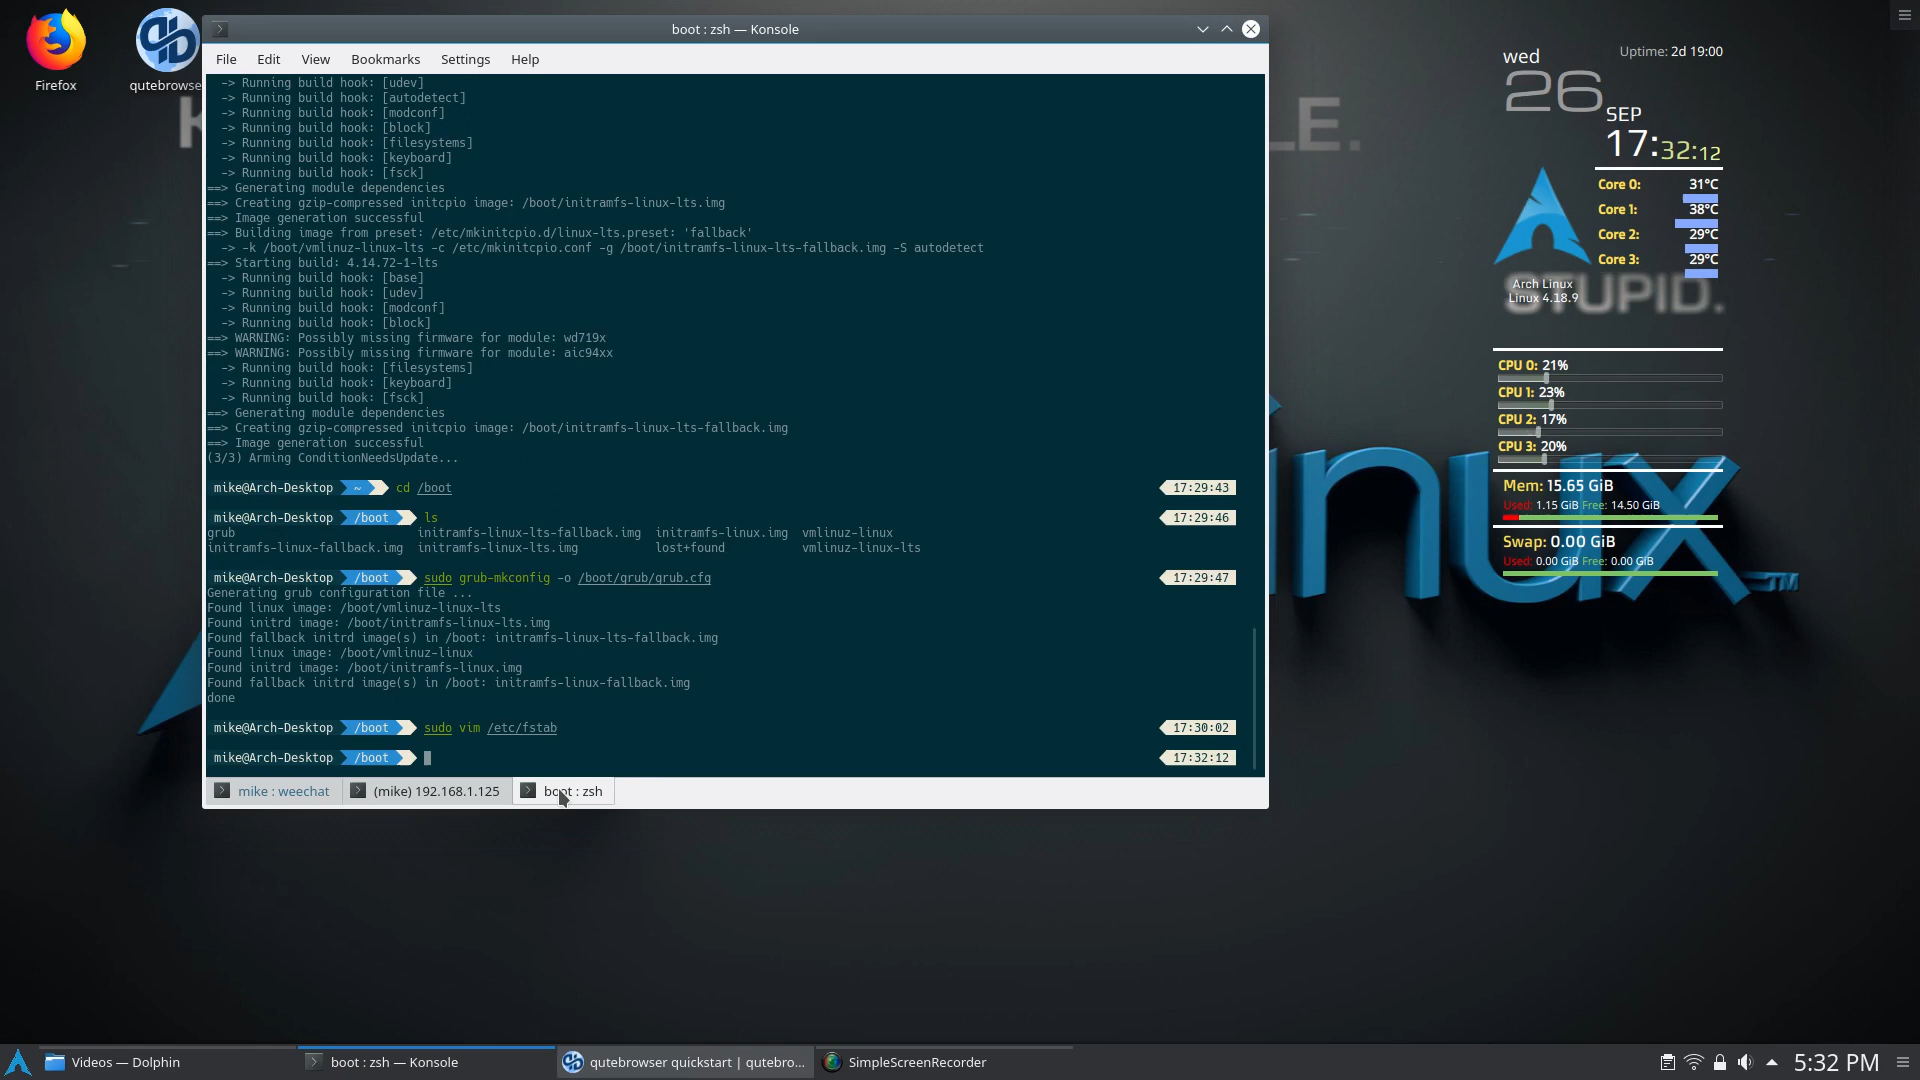 boot : zsh — Konsole
File Edit View Bookmarks Settings Help
Firefox
qutebrowse
-> Running build hook: [udev]
-> Running build hook: [autodetect]
-> Running build hook: [modconf]
-> Running build hook: [block]
-> Running build hook: [filesystems]
-> Running build hook: [keyboard]
-> Running build hook: [fsck]
==> Generating module dependencies
==> Creating gzip-compressed initcpio image: /boot/initramfs-linux-lts.img
==> Image generation successful
==> Building image from preset: /etc/mkinitcpio.d/linux-lts.preset: 'fallback'
-> -k /boot/vmlinuz-linux-lts -c /etc/mkinitcpio.conf -g /boot/initramfs-linux-lts-fallback.img -S autodetect
==> Starting build: 4.14.72-1-lts
-> Running build hook: [base]
-> Running build hook: [udev]
-> Running build hook: [modconf]
-> Running build hook: [block]
==> WARNING: Possibly missing firmware for module: wd719x
==> WARNING: Possibly missing firmware for module: aic94xx
-> Running build hook: [filesystems]
-> Running build hook: [keyboard]
-> Running build hook: [fsck]
==> Generating module dependencies
==> Creating gzip-compressed initcpio image: /boot/initramfs-linux-lts-fallback.img
==> Image generation successful
(3/3) Arming ConditionNeedsUpdate...
mike@Arch-Desktop ~ cd /boot 17:29:43
mike@Arch-Desktop /boot ls 17:29:46
grub initramfs-linux-lts-fallback.img initramfs-linux.img vmlinuz-linux
initramfs-linux-fallback.img initramfs-linux-lts.img lost+found vmlinuz-linux-lts
mike@Arch-Desktop /boot sudo grub-mkconfig -o /boot/grub/grub.cfg 17:29:47
Generating grub configuration file ...
Found linux image: /boot/vmlinuz-linux-lts
Found initrd image: /boot/initramfs-linux-lts.img
Found fallback initrd image(s) in /boot: initramfs-linux-lts-fallback.img
Found linux image: /boot/vmlinuz-linux
Found initrd image: /boot/initramfs-linux.img
Found fallback initrd image(s) in /boot: initramfs-linux-fallback.img
done
mike@Arch-Desktop /boot sudo vim /etc/fstab 17:30:02
mike@Arch-Desktop /boot 17:32:12
mike : weechat (mike) 192.168.1.125 boot : zsh
K
LE.
wed
Uptime: 2d 19:00
26
SEP
17:32:12
Core 0: 31°C
Core 1: 38°C
Core 2: 29°C
Core 3: 29°C
STUPID.
Arch Linux
Linux 4.18.9
CPU 0: 21%
CPU 1: 23%
CPU 2: 17%
CPU 3: 20%
Mem: 15.65 GiB
Used: 1.15 GiB Free: 14.50 GiB
Swap: 0.00 GiB
Used: 0.00 GiB Free: 0.00 GiB
inux
TM
Videos — Dolphin
boot : zsh — Konsole
qutebrowser quickstart | qutebro...
SimpleScreenRecorder
5:32 PM